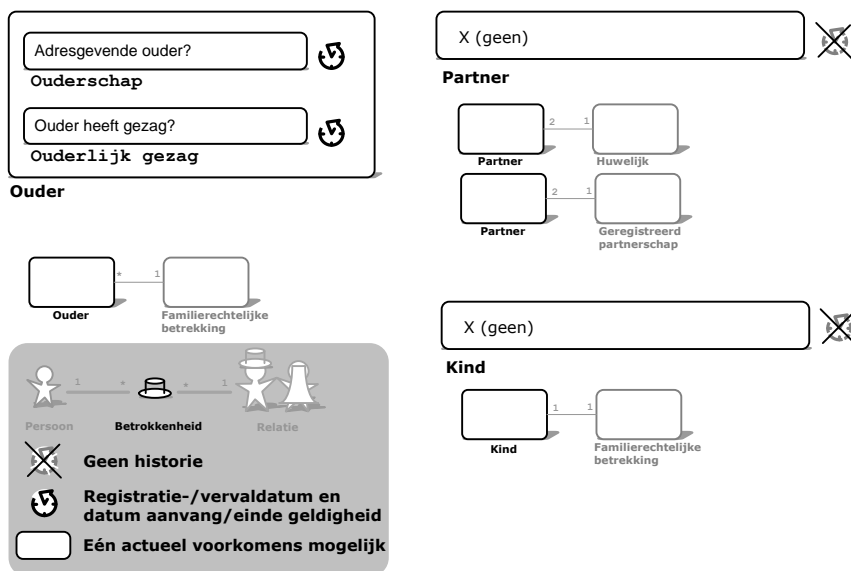 Adresgevende ouder?
Ouderschap
Ouder heeft gezag?
Ouderlijk gezag
Ouder
* 1
Ouder
Familierechtelijke
betrekking
1 * * 1
Persoon Betrokkenheid Relatie
Geen historie
Registratie-/vervaldatum en
datum aanvang/einde geldigheid
Eén actueel voorkomens mogelijk
X (geen)
Partner
2 1
Partner
Huwelijk
2 1
Partner
Geregistreerd
partnerschap
X (geen)
Kind
1 1
Kind
Familierechtelijke
betrekking